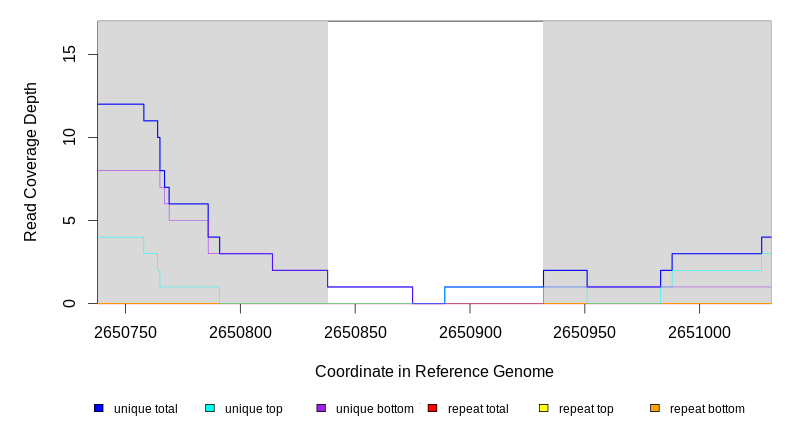 Read Coverage Depth
15
10
5
0
2650750 2650800 2650850 2650900 2650950 2651000
Coordinate in Reference Genome
unique total unique top unique bottom repeat total repeat top repeat bottom